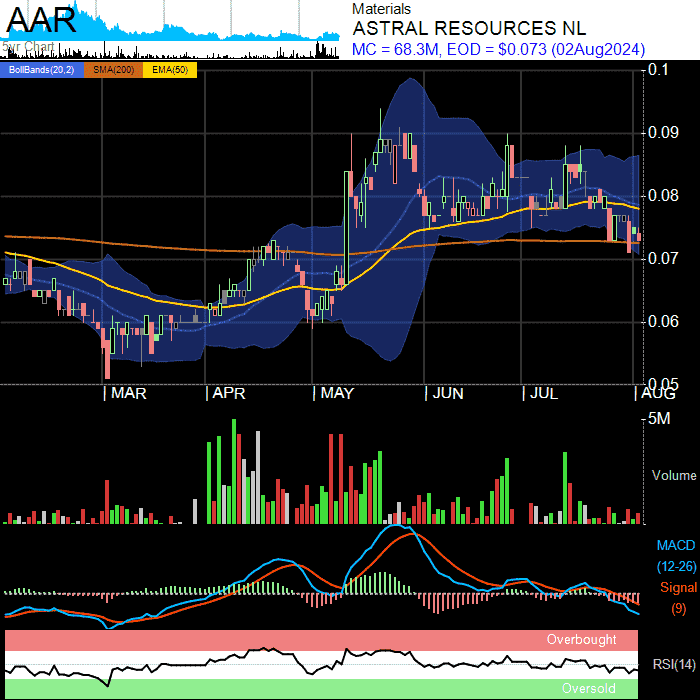 AAR
5yr Chart
Materials
ASTRAL RESOURCES NL
MC = 68.3M, EOD = $0.073 (02Aug2024)
BollBands(20,2) SMA(200) EMA(50)
0.1
0.09
0.08
0.07
0.06
0.05
MAR APR MAY JUN JUL AUG
5M
Volume
MACD
(12-26)
Signal
(9)
Overbought
RSI(14)
Oversold